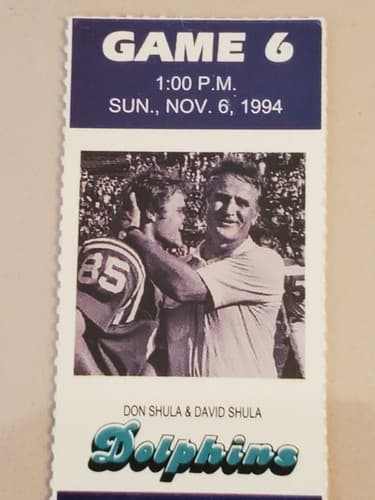 GAME 6
1:00 P.M.
SUN., NOV. 6, 1994
85
DON SHULA & DAVID SHULA
Dolphins